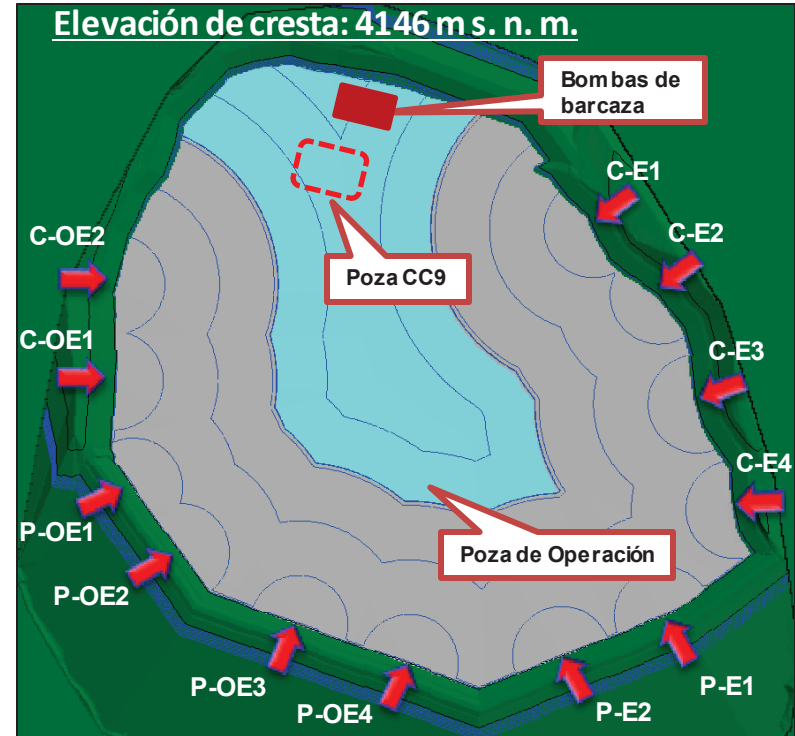 Elevación de cresta: 4146 m s. n. m.
Bombas de
barcaza
C-E1
C-E2
C-OE2
Poza CC9
C-OE1
C-E3
C-E4
P-OE1
Poza de Operación
P-OE2
P-OE3
P-E1
P-OE4
P-E2